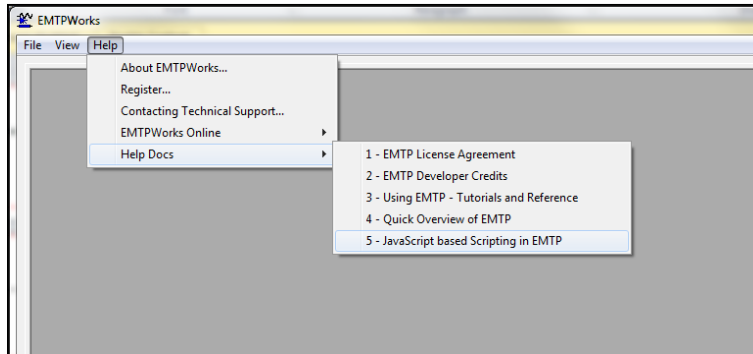 EMTPWorks
File View Help
About EMTPWorks...
Register...
Contacting Technical Support...
EMTPWorks Online
Help Docs
1 - EMTP License Agreement
2 - EMTP Developer Credits
3 - Using EMTP - Tutorials and Reference
4 - Quick Overview of EMTP
5 - JavaScript based Scripting in EMTP